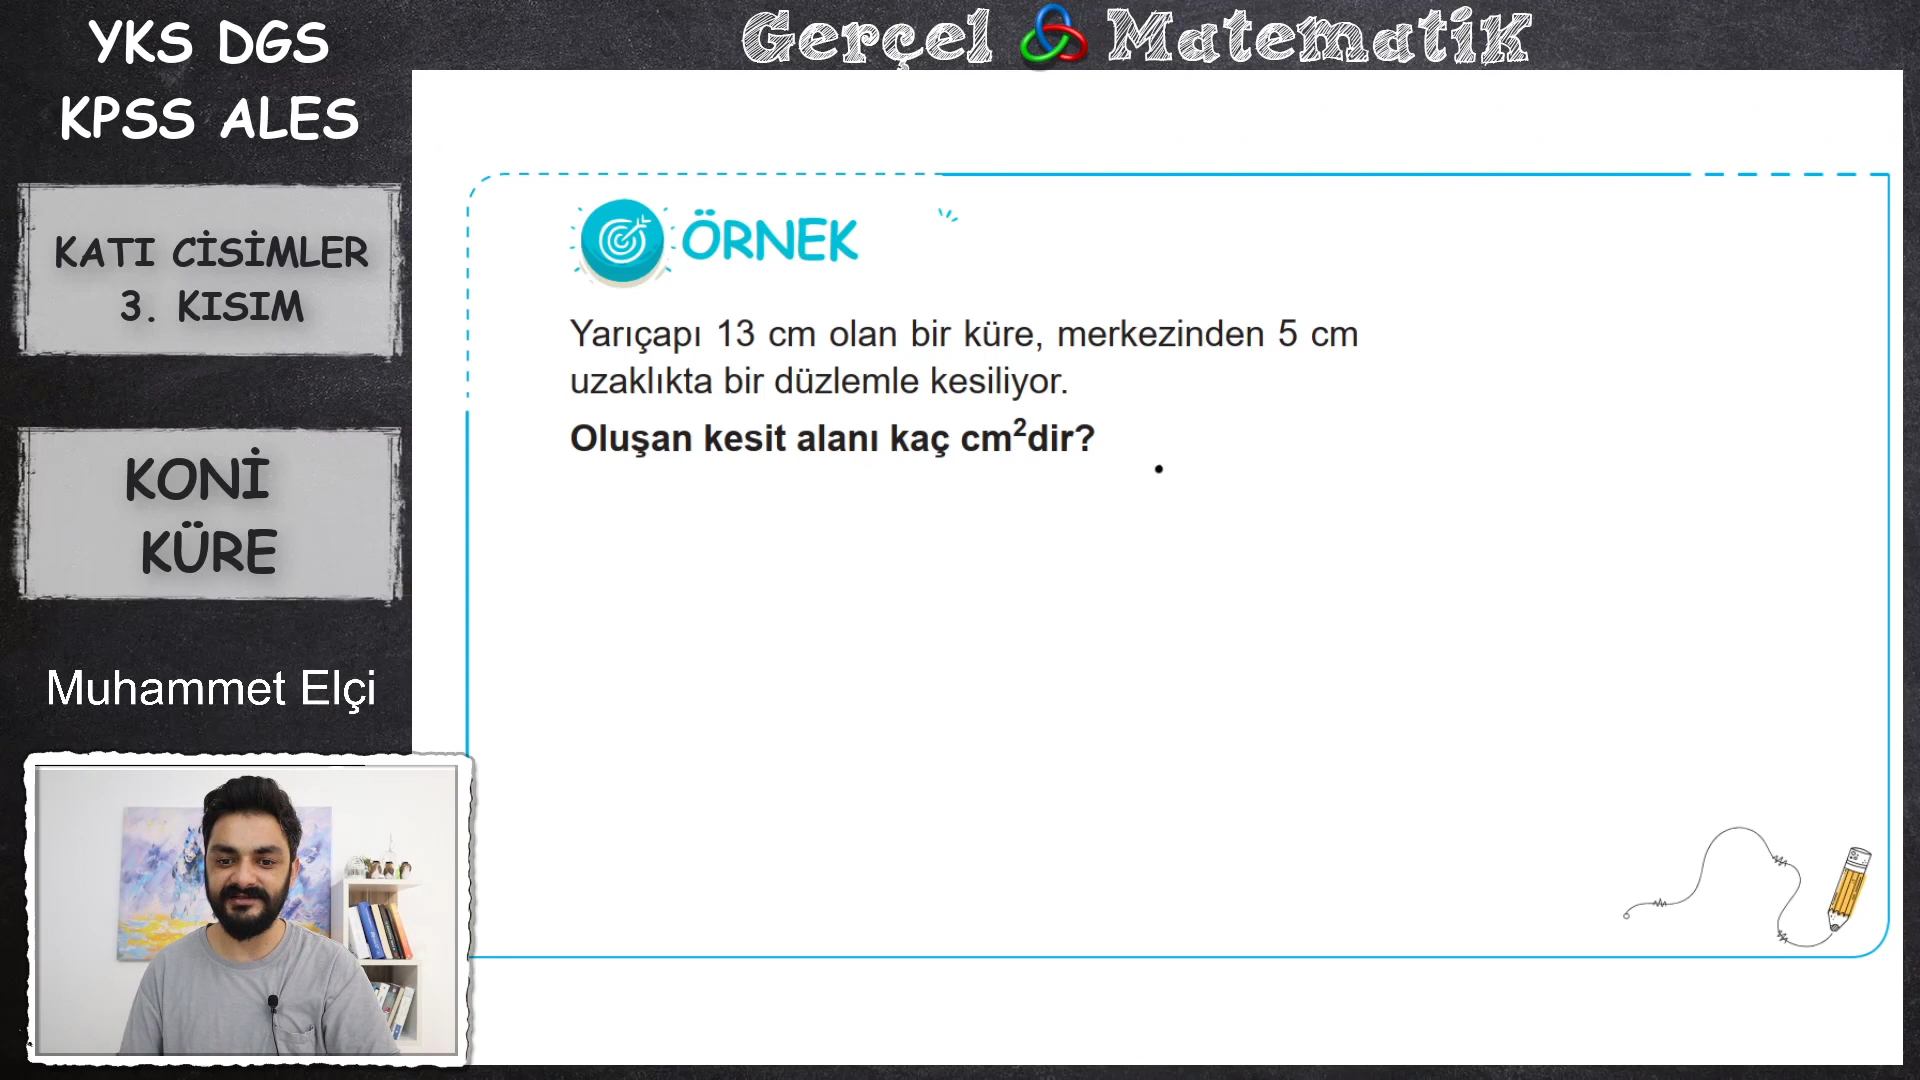 YKS DGS
KPSS ALES
Gerçel Matematik
KATI CİSİMLER
3. KISIM
KONİ
KÜRE
Muhammet Elçi
ÖRNEK
Yarıçapı 13 cm olan bir küre, merkezinden 5 cm
uzaklıkta bir düzlemle kesiliyor.
Oluşan kesit alanı kaç cm²dir?